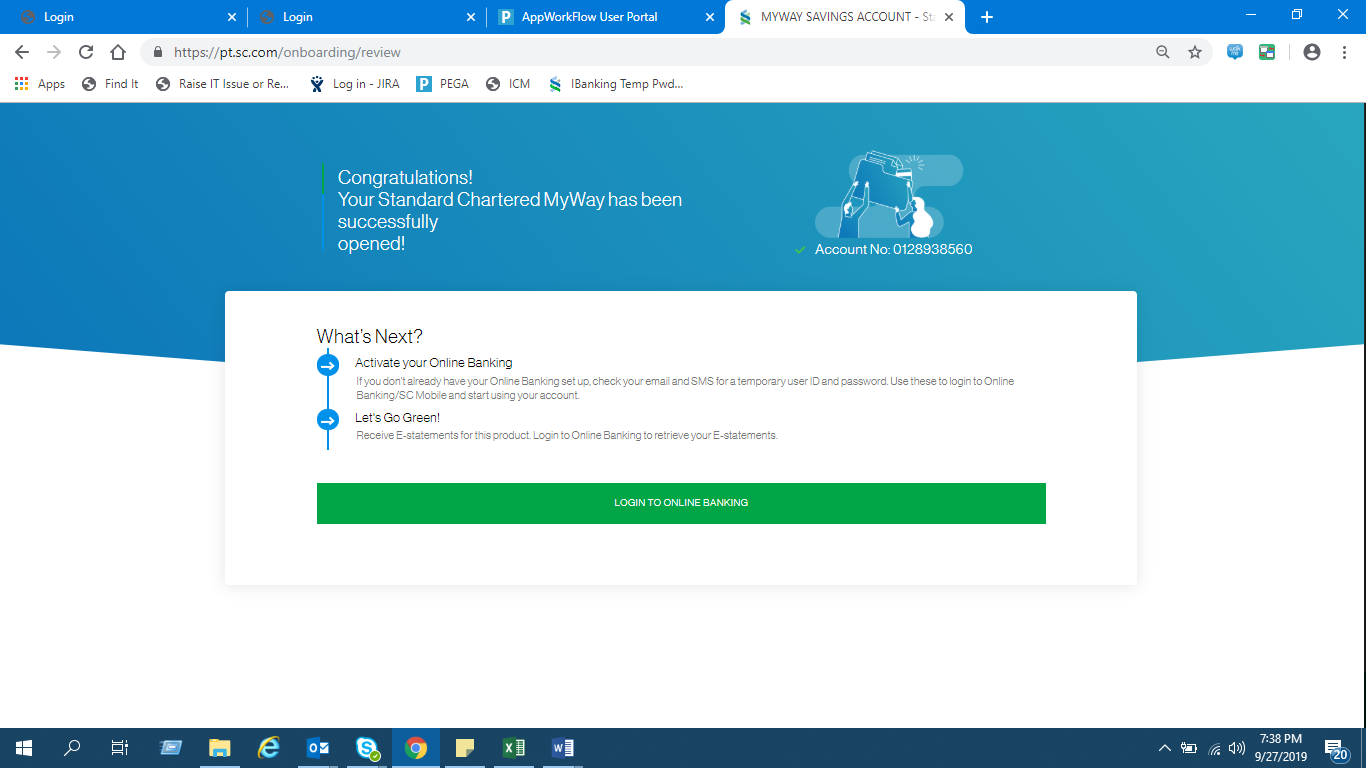 Login
Login
AppWorkFlow User Portal
MYWAY SAVINGS ACCOUNT - Sta
https://pt.sc.com/onboarding/review
Apps
Find It
Raise IT Issue or Re...
Log in - JIRA
PEGA
ICM
IBanking Temp Pwd...
Congratulations!
Your Standard Chartered MyWay has been
successfully
opened!
Account No: 0128938560
What's Next?
Activate your Online Banking
If you don't already have your Online Banking set up, check your email and SMS for a temporary user ID and password. Use these to login to Online
Banking/SC Mobile and start using your account.
Let's Go Green!
Receive E-statements for this product. Login to Online Banking to retrieve your E-statements.
LOGIN TO ONLINE BANKING
7:38 PM
9/27/2019
20